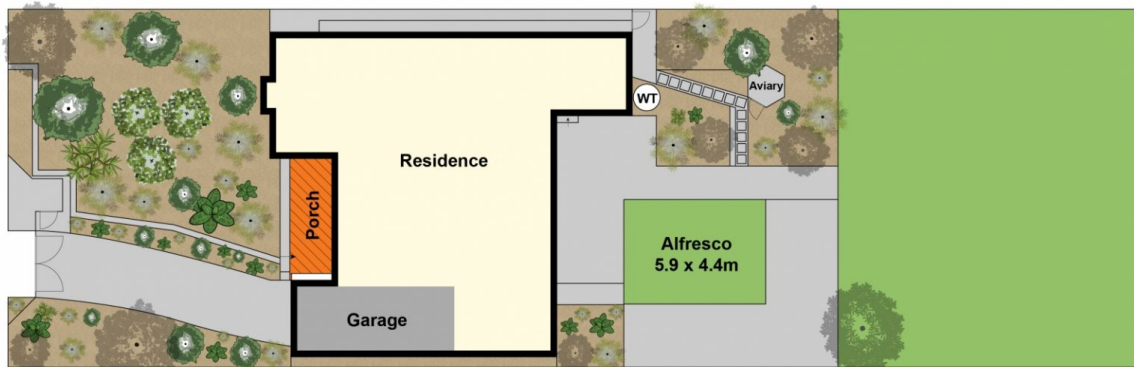 Aviary
WT
Residence
Porch
Alfresco
5.9 x 4.4m
Garage